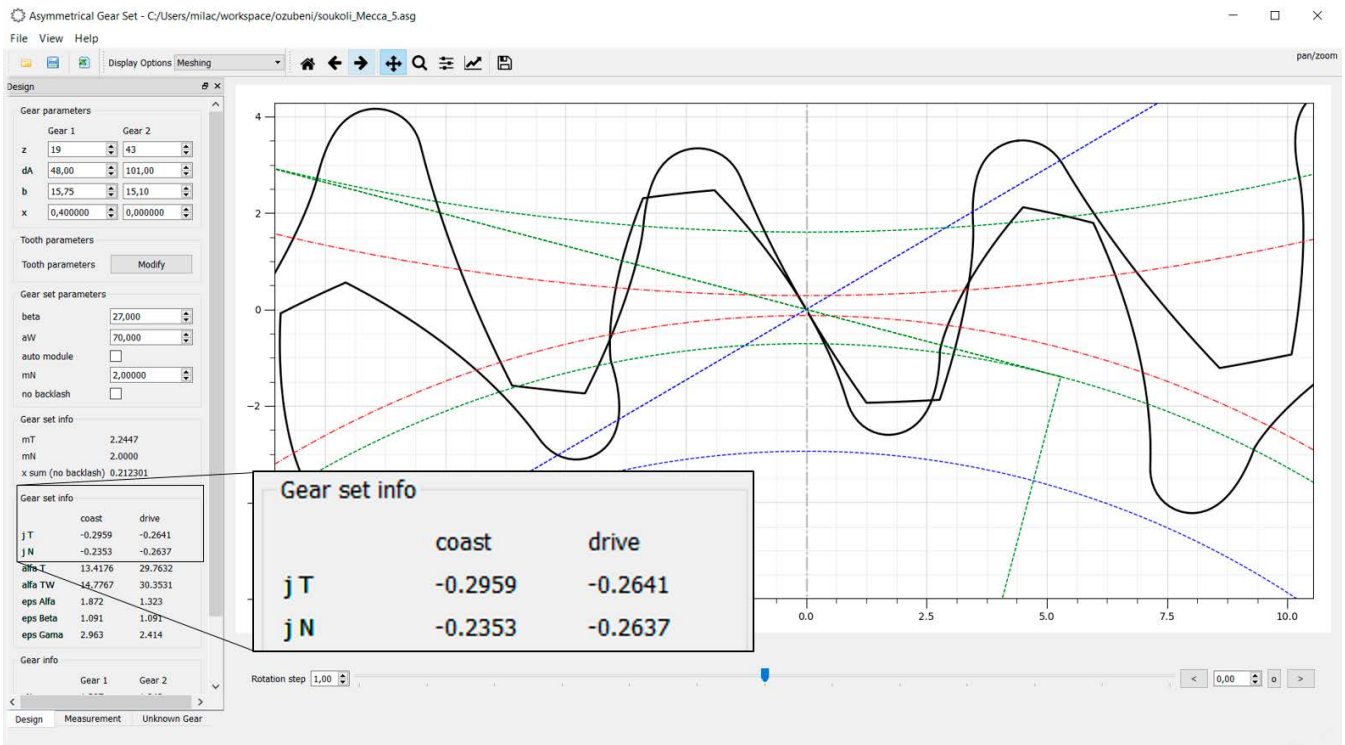 Asymmetrical Gear Set - C:/Users/milac/workspace/ozubeni/soukoli_Mecca_5.asg
File View Help
Display Options Meshing
pan/zoom
Design
Gear parameters
Gear 1 Gear 2
z 19 43
dA 48,00 101,00
b 15,75 15,10
x 0,400000 0,000000
Tooth parameters
Tooth parameters Modify
Gear set parameters
beta 27,000
aW 70,000
auto module
mN 2,00000
no backlash
Gear set info
mT 2.2447
mN 2.0000
x sum (no backlash) 0.212301
Gear set info
coast drive
j T -0.2959 -0.2641
j N -0.2353 -0.2637
alfa T 13.4176 29.7632
alfa TW 14.7767 30.3531
eps Alfa 1.872 1.323
eps Beta 1.091 1.091
eps Gama 2.963 2.414
Gear info
Gear 1 Gear 2
Design Measurement Unknown Gear
4
2
0
−2
Gear set info
coast drive
j T -0.2959 -0.2641
j N -0.2353 -0.2637
0.0 2.5 5.0 7.5 10.0
Rotation step 1,00
< 0,00 o >